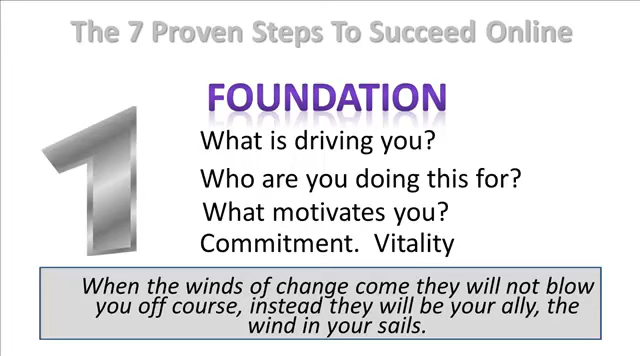 The 7 Proven Steps To Succeed Online
FOUNDATION
1
What is driving you?
Who are you doing this for?
What motivates you?
Commitment.  Vitality
When the winds of change come they will not blow
you off course, instead they will be your ally, the
wind in your sails.